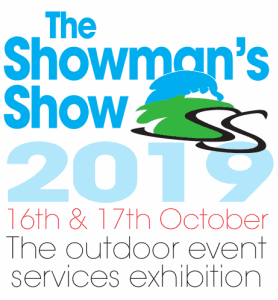 The
Showman's
Show
2019
16th & 17th October
The outdoor event
services exhibition